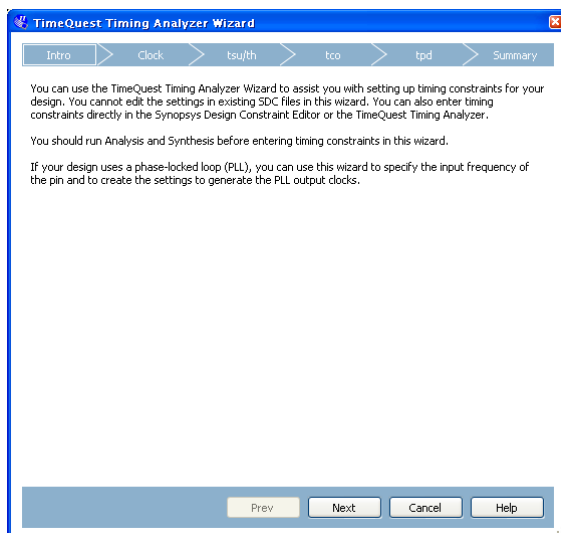 TimeQuest Timing Analyzer Wizard
Intro Clock tsu/th tco tpd Summary
You can use the TimeQuest Timing Analyzer Wizard to assist you with setting up timing constraints for your
design. You cannot edit the settings in existing SDC files in this wizard. You can also enter timing
constraints directly in the Synopsys Design Constraint Editor or the TimeQuest Timing Analyzer.
You should run Analysis and Synthesis before entering timing constraints in this wizard.
If your design uses a phase-locked loop (PLL), you can use this wizard to specify the input frequency of
the pin and to create the settings to generate the PLL output clocks.
Prev Next Cancel Help